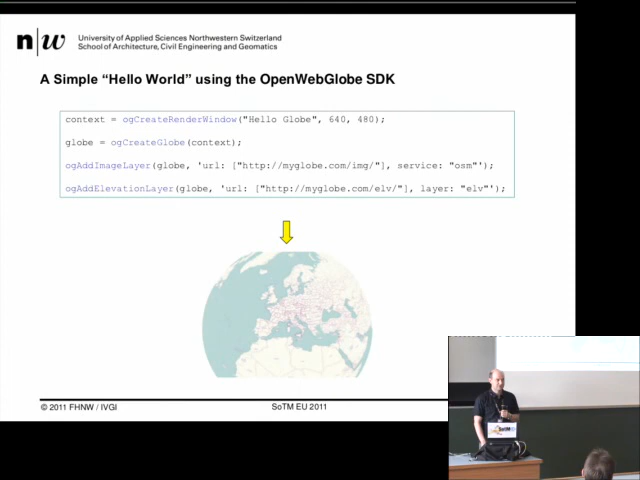 n w University of Applied Sciences Northwestern Switzerland
School of Architecture, Civil Engineering and Geomatics
A Simple “Hello World” using the OpenWebGlobe SDK
context = ogCreateRenderWindow("Hello Globe", 640, 480);
globe = ogCreateGlobe(context);
ogAddImageLayer(globe, 'url: ["http://myglobe.com/img/"], service: "osm"');
ogAddElevationLayer(globe, 'url: ["http://myglobe.com/elv/"], layer: "elv"');
© 2011 FHNW / IVGI
SoTM EU 2011
SotM